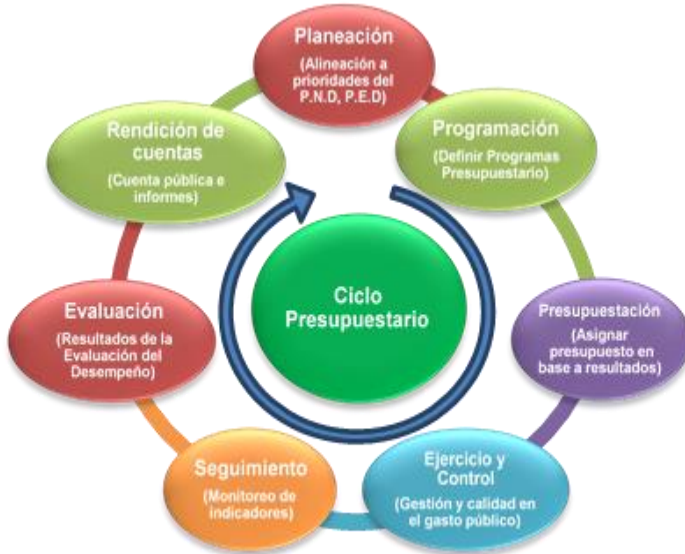 Planeación
(Alineación a
prioridades del
P.N.D, P.E.D)
Programación
(Definir Programas
Presupuestario)
Presupuestación
(Asignar
presupuesto en
base a resultados)
Ejercicio y
Control
(Gestión y calidad en
el gasto público)
Seguimiento
(Monitoreo de
indicadores)
Evaluación
(Resultados de la
Evaluación del
Desempeño)
Rendición de
cuentas
(Cuenta pública e
informes)
Ciclo
Presupuestario